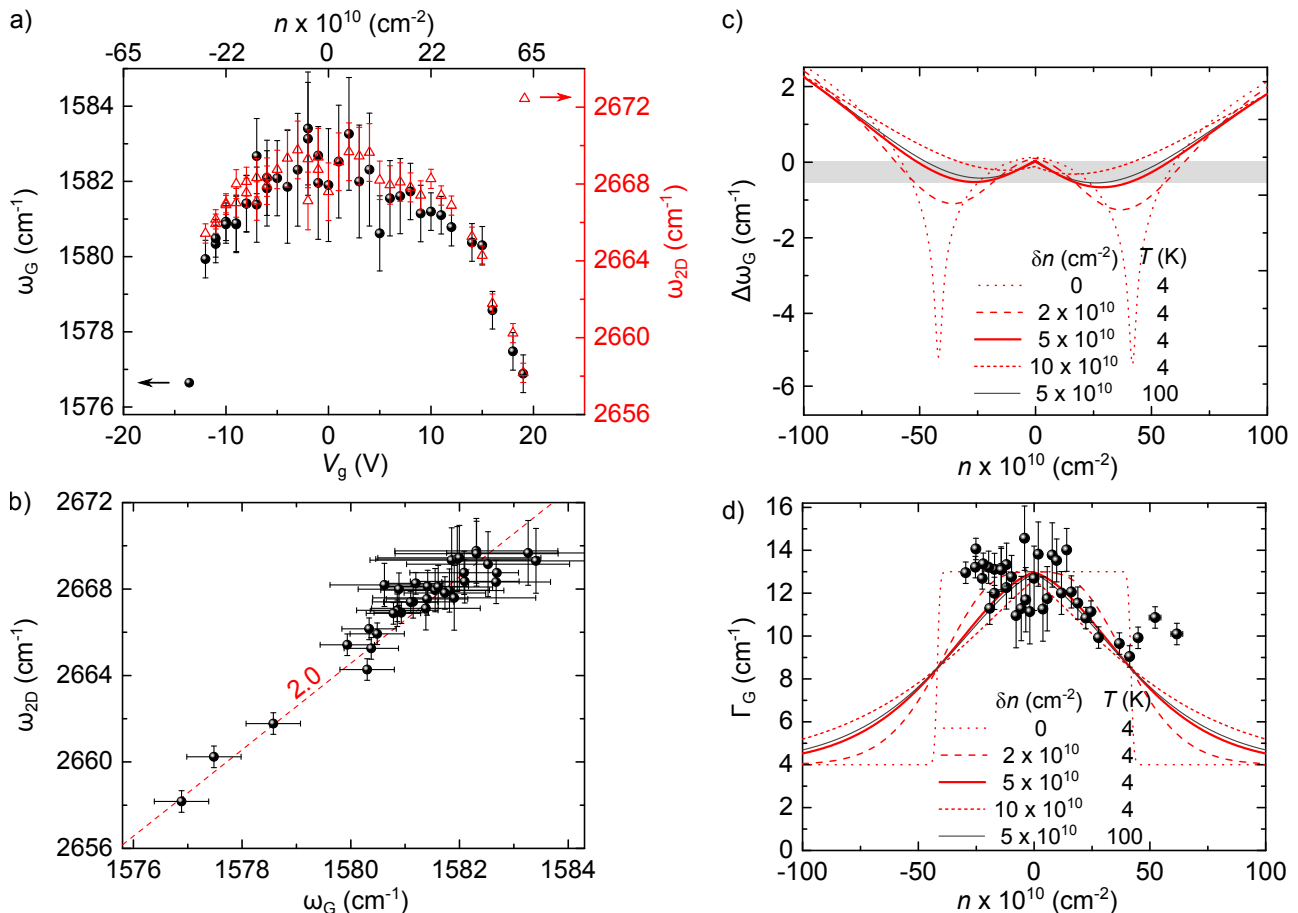 a)
n x 10^10 (cm^-2)
-65 -22 0 22 65
1584
1582
1580
1578
1576
ω_G (cm^-1)
2672
2668
2664
2660
2656
ω_2D (cm^-1)
-20 -10 0 10 20
V_g (V)
b)
2672
2668
2664
2660
2656
ω_2D (cm^-1)
2.0
1576 1578 1580 1582 1584
ω_G (cm^-1)
c)
2
0
-2
-4
-6
Δω_G (cm^-1)
δn (cm^-2) T (K)
0 4
2 x 10^10 4
5 x 10^10 4
10 x 10^10 4
5 x 10^10 100
-100 -50 0 50 100
n x 10^10 (cm^-2)
d)
16
14
12
10
8
6
4
2
0
Γ_G (cm^-1)
δn (cm^-2) T (K)
0 4
2 x 10^10 4
5 x 10^10 4
10 x 10^10 4
5 x 10^10 100
-100 -50 0 50 100
n x 10^10 (cm^-2)